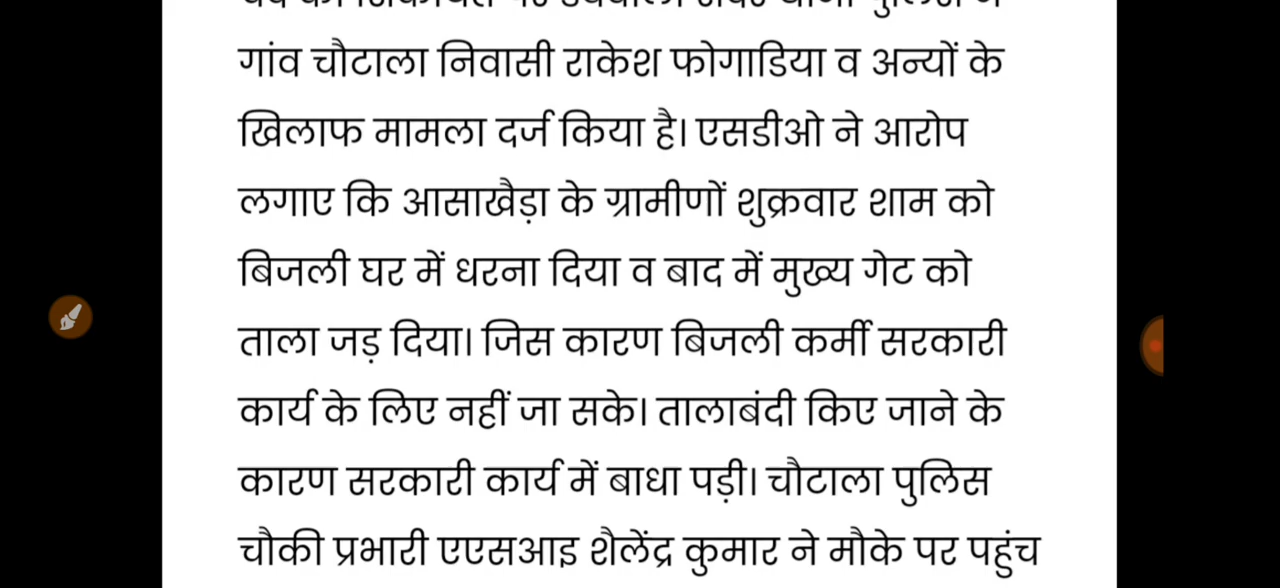 गांव चौटाला निवासी राकेश फोगाडिया व अन्यों के
खिलाफ मामला दर्ज किया है। एसडीओ ने आरोप
लगाए कि आसाखैड़ा के ग्रामीणों शुक्रवार शाम को
बिजली घर में धरना दिया व बाद में मुख्य गेट को
ताला जड़ दिया। जिस कारण बिजली कर्मी सरकारी
कार्य के लिए नहीं जा सके। तालाबंदी किए जाने के
कारण सरकारी कार्य में बाधा पड़ी। चौटाला पुलिस
चौकी प्रभारी एएसआइ शैलेंद्र कुमार ने मौके पर पहुंच